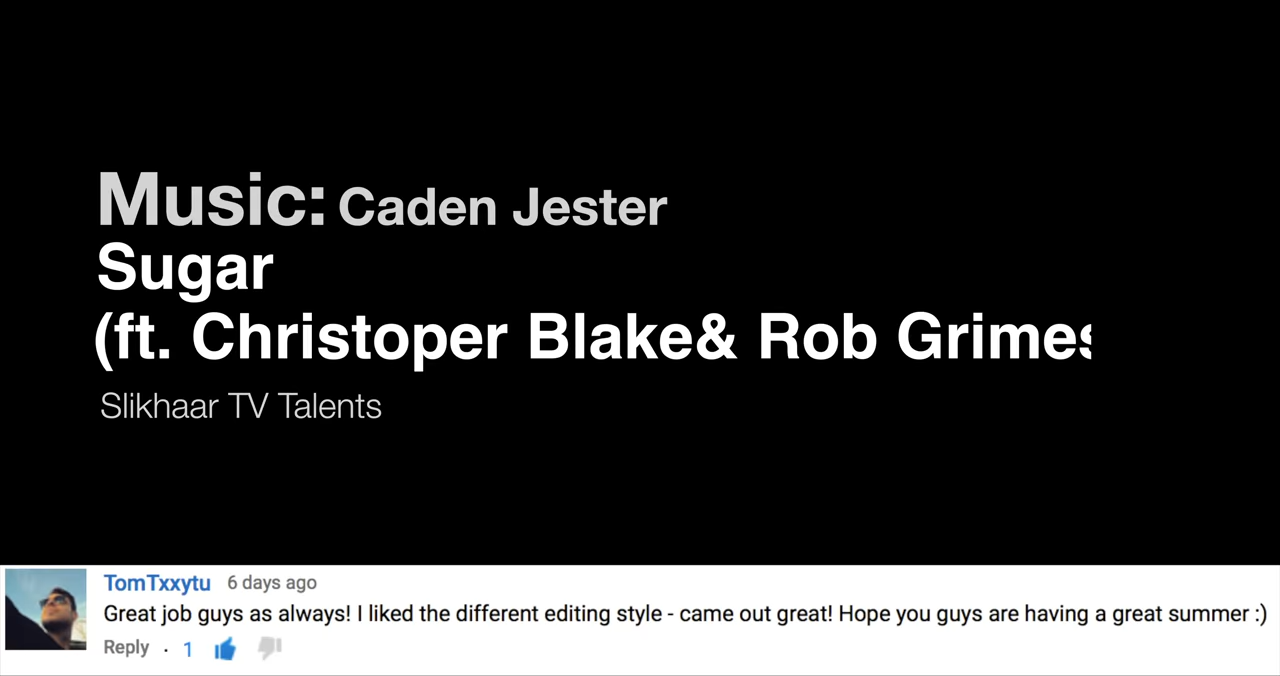 Music: Caden Jester
Sugar
(ft. Christoper Blake& Rob Grimes
Slikhaar TV Talents
TomTxxytu 6 days ago
Great job guys as always! I liked the different editing style - came out great! Hope you guys are having a great summer :)
Reply · 1